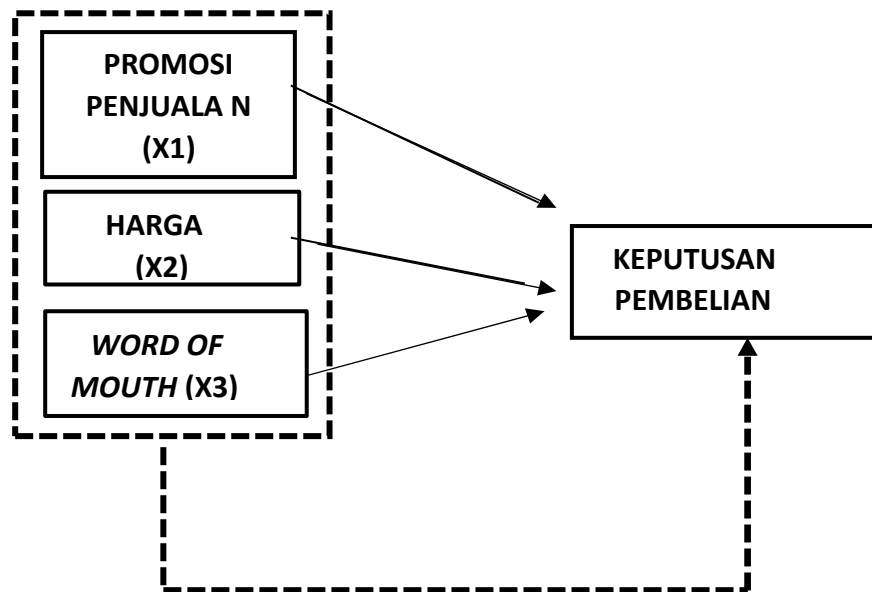 PROMOSI
PENJUALA N
(X1)
HARGA
(X2)
WORD OF
MOUTH (X3)
KEPUTUSAN
PEMBELIAN